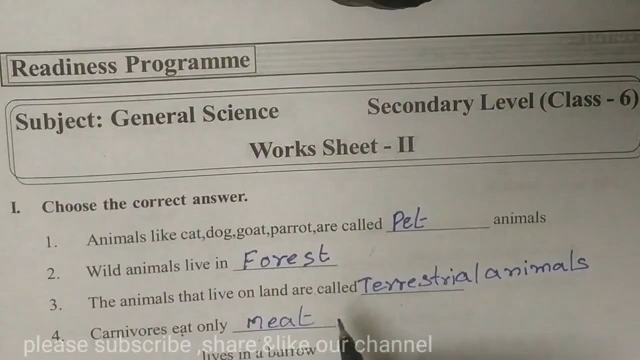 Readiness Programme
Subject: General Science Secondary Level (Class - 6)
Works Sheet - II
I. Choose the correct answer.
1. Animals like cat,dog,goat,parrot,are called Pet animals
2. Wild animals live in Forest
3. The animals that live on land are called Terrestrial animals
4. Carnivores eat only meat
please subscribe ,share &like our channel
lives in a burrow